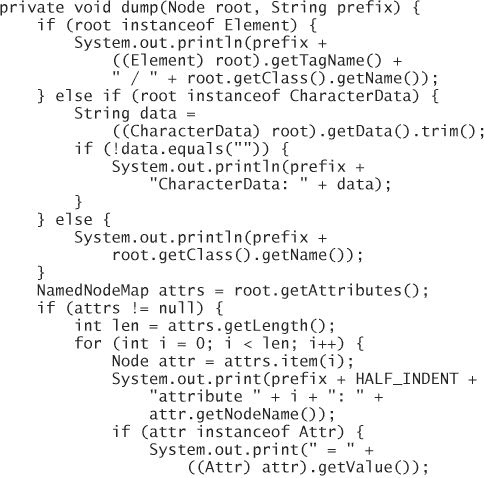 private void dump(Node root, String prefix) {
    if (root instanceof Element) {
        System.out.println(prefix +
            ((Element) root).getTagName() +
            " / " + root.getClass().getName());
    } else if (root instanceof CharacterData) {
        String data =
            ((CharacterData) root).getData().trim();
        if (!data.equals("")) {
            System.out.println(prefix +
                "CharacterData: " + data);
        }
    } else {
        System.out.println(prefix +
            root.getClass().getName());
    }
    NamedNodeMap attrs = root.getAttributes();
    if (attrs != null) {
        int len = attrs.getLength();
        for (int i = 0; i < len; i++) {
            Node attr = attrs.item(i);
            System.out.print(prefix + HALF_INDENT +
                "attribute " + i + ": " +
                attr.getNodeName());
            if (attr instanceof Attr) {
                System.out.print(" = " +
                    ((Attr) attr).getValue());